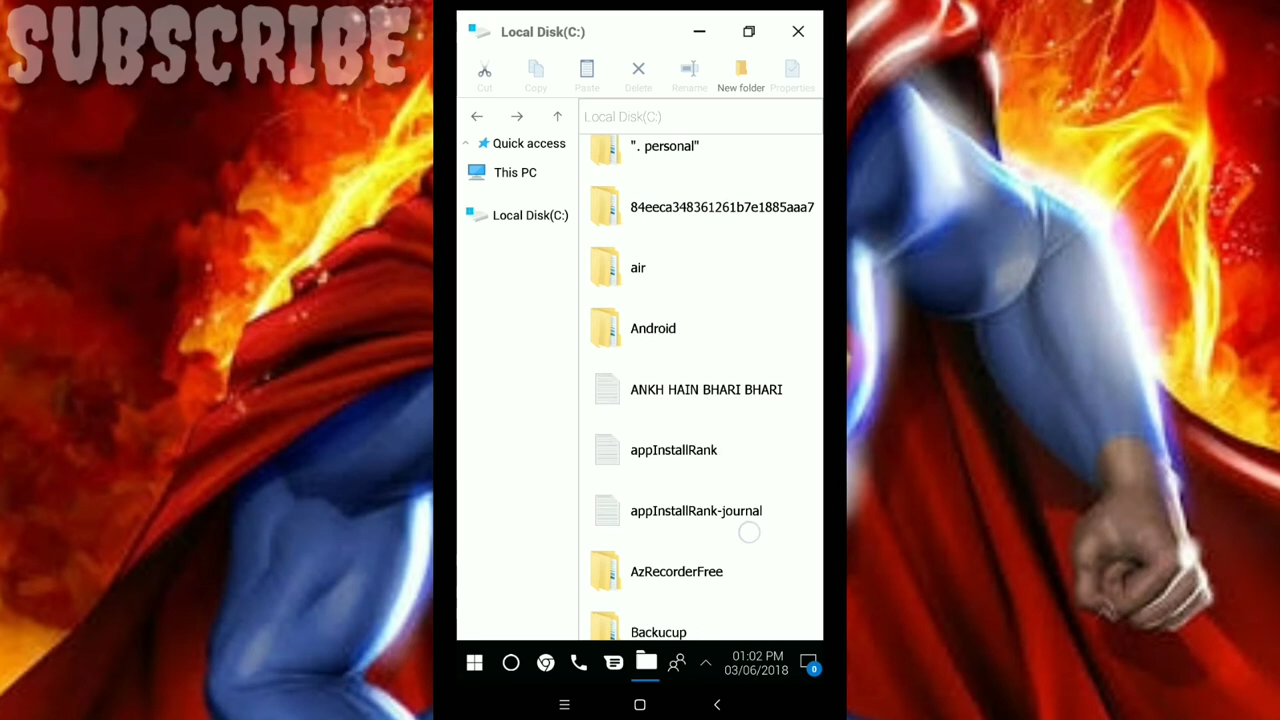 SUBSCRIBE
Local Disk(C:)
Cut Copy Paste Delete Rename New folder Properties
Local Disk(C:)
Quick access
This PC
Local Disk(C:)
". personal"
84eeca348361261b7e1885aaa7
air
Android
ANKH HAIN BHARI BHARI
appInstallRank
appInstallRank-journal
AzRecorderFree
Backucup
01:02 PM
03/06/2018
0